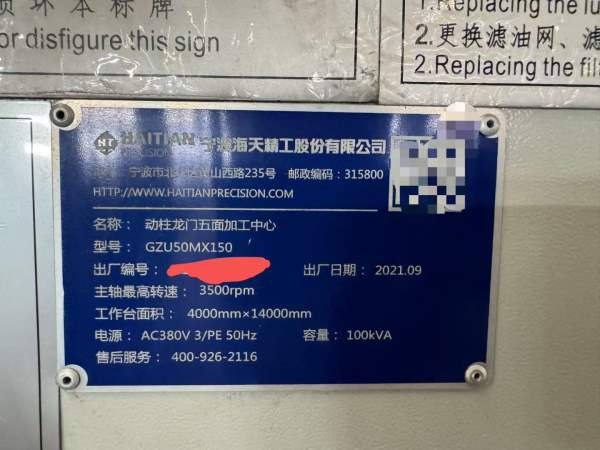 环本标牌
or disfigure this sign
1.Replacing the lu
2.更换滤油网、滤
2.Replacing the fil
HAITIAN PRECISION 宁波海天精工股份有限公司
宁波市北山西路235号 邮政编码：315800
HTTP://WWW.HAITIANPRECISION.COM
名称： 动柱龙门五面加工中心
型号： GZU50MX150
出厂编号： 出厂日期： 2021.09
主轴最高转速： 3500rpm
工作台面积： 4000mm×14000mm
电源： AC380V 3/PE 50Hz 容量： 100kVA
售后服务： 400-926-2116